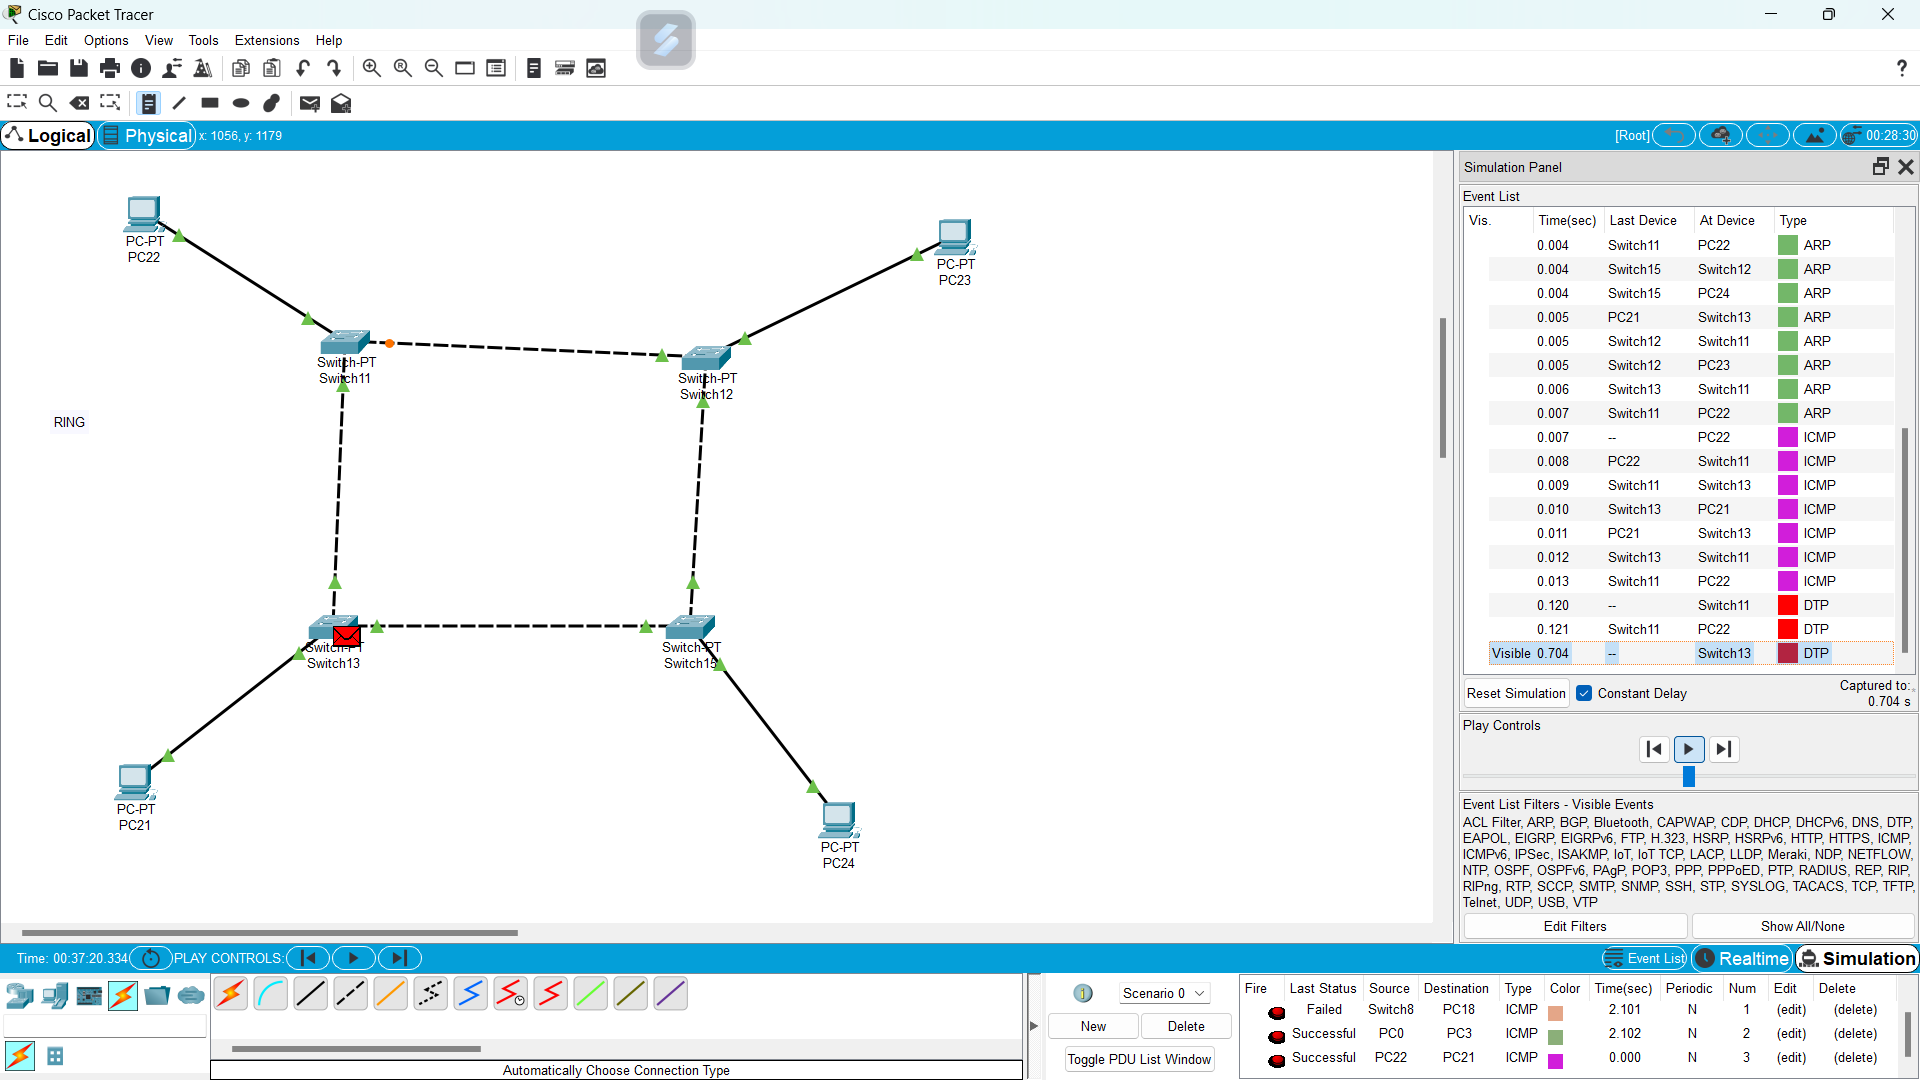 Cisco Packet Tracer
File Edit Options View Tools Extensions Help
Logical Physical x: 1056, y: 1179 [Root] 00:28:30
PC-PT
PC22
PC-PT
PC23
Switch-PT
Switch11
Switch-PT
Switch12
RING
Switch-PT
Switch13
Switch-PT
Switch15
PC-PT
PC21
PC-PT
PC24
Simulation Panel
Event List
Vis. Time(sec) Last Device At Device Type
0.004 Switch11 PC22 ARP
0.004 Switch15 Switch12 ARP
0.004 Switch15 PC24 ARP
0.005 PC21 Switch13 ARP
0.005 Switch12 Switch11 ARP
0.005 Switch12 PC23 ARP
0.006 Switch13 Switch11 ARP
0.007 Switch11 PC22 ARP
0.007 -- PC22 ICMP
0.008 PC22 Switch11 ICMP
0.009 Switch11 Switch13 ICMP
0.010 Switch13 PC21 ICMP
0.011 PC21 Switch13 ICMP
0.012 Switch13 Switch11 ICMP
0.013 Switch11 PC22 ICMP
0.120 -- Switch11 DTP
0.121 Switch11 PC22 DTP
Visible 0.704 -- Switch13 DTP
Reset Simulation Constant Delay Captured to:
0.704 s
Play Controls
Event List Filters - Visible Events
ACL Filter, ARP, BGP, Bluetooth, CAPWAP, CDP, DHCP, DHCPv6, DNS, DTP,
EAPOL, EIGRP, EIGRPv6, FTP, H.323, HSRP, HSRPv6, HTTP, HTTPS, ICMP,
ICMPv6, IPSec, ISAKMP, IoT, IoT TCP, LACP, LLDP, Meraki, NDP, NETFLOW,
NTP, OSPF, OSPFv6, PAgP, POP3, PPP, PPPoED, PTP, RADIUS, REP, RIP,
RIPng, RTP, SCCP, SMTP, SNMP, SSH, STP, SYSLOG, TACACS, TCP, TFTP,
Telnet, UDP, USB, VTP
Edit Filters Show All/None
Time: 00:37:20.334 PLAY CONTROLS: Event List Realtime Simulation
Automatically Choose Connection Type
Scenario 0
New Delete
Toggle PDU List Window
Fire Last Status Source Destination Type Color Time(sec) Periodic Num Edit Delete
Failed Switch8 PC18 ICMP 2.101 N 1 (edit) (delete)
Successful PC0 PC3 ICMP 2.102 N 2 (edit) (delete)
Successful PC22 PC21 ICMP 0.000 N 3 (edit) (delete)